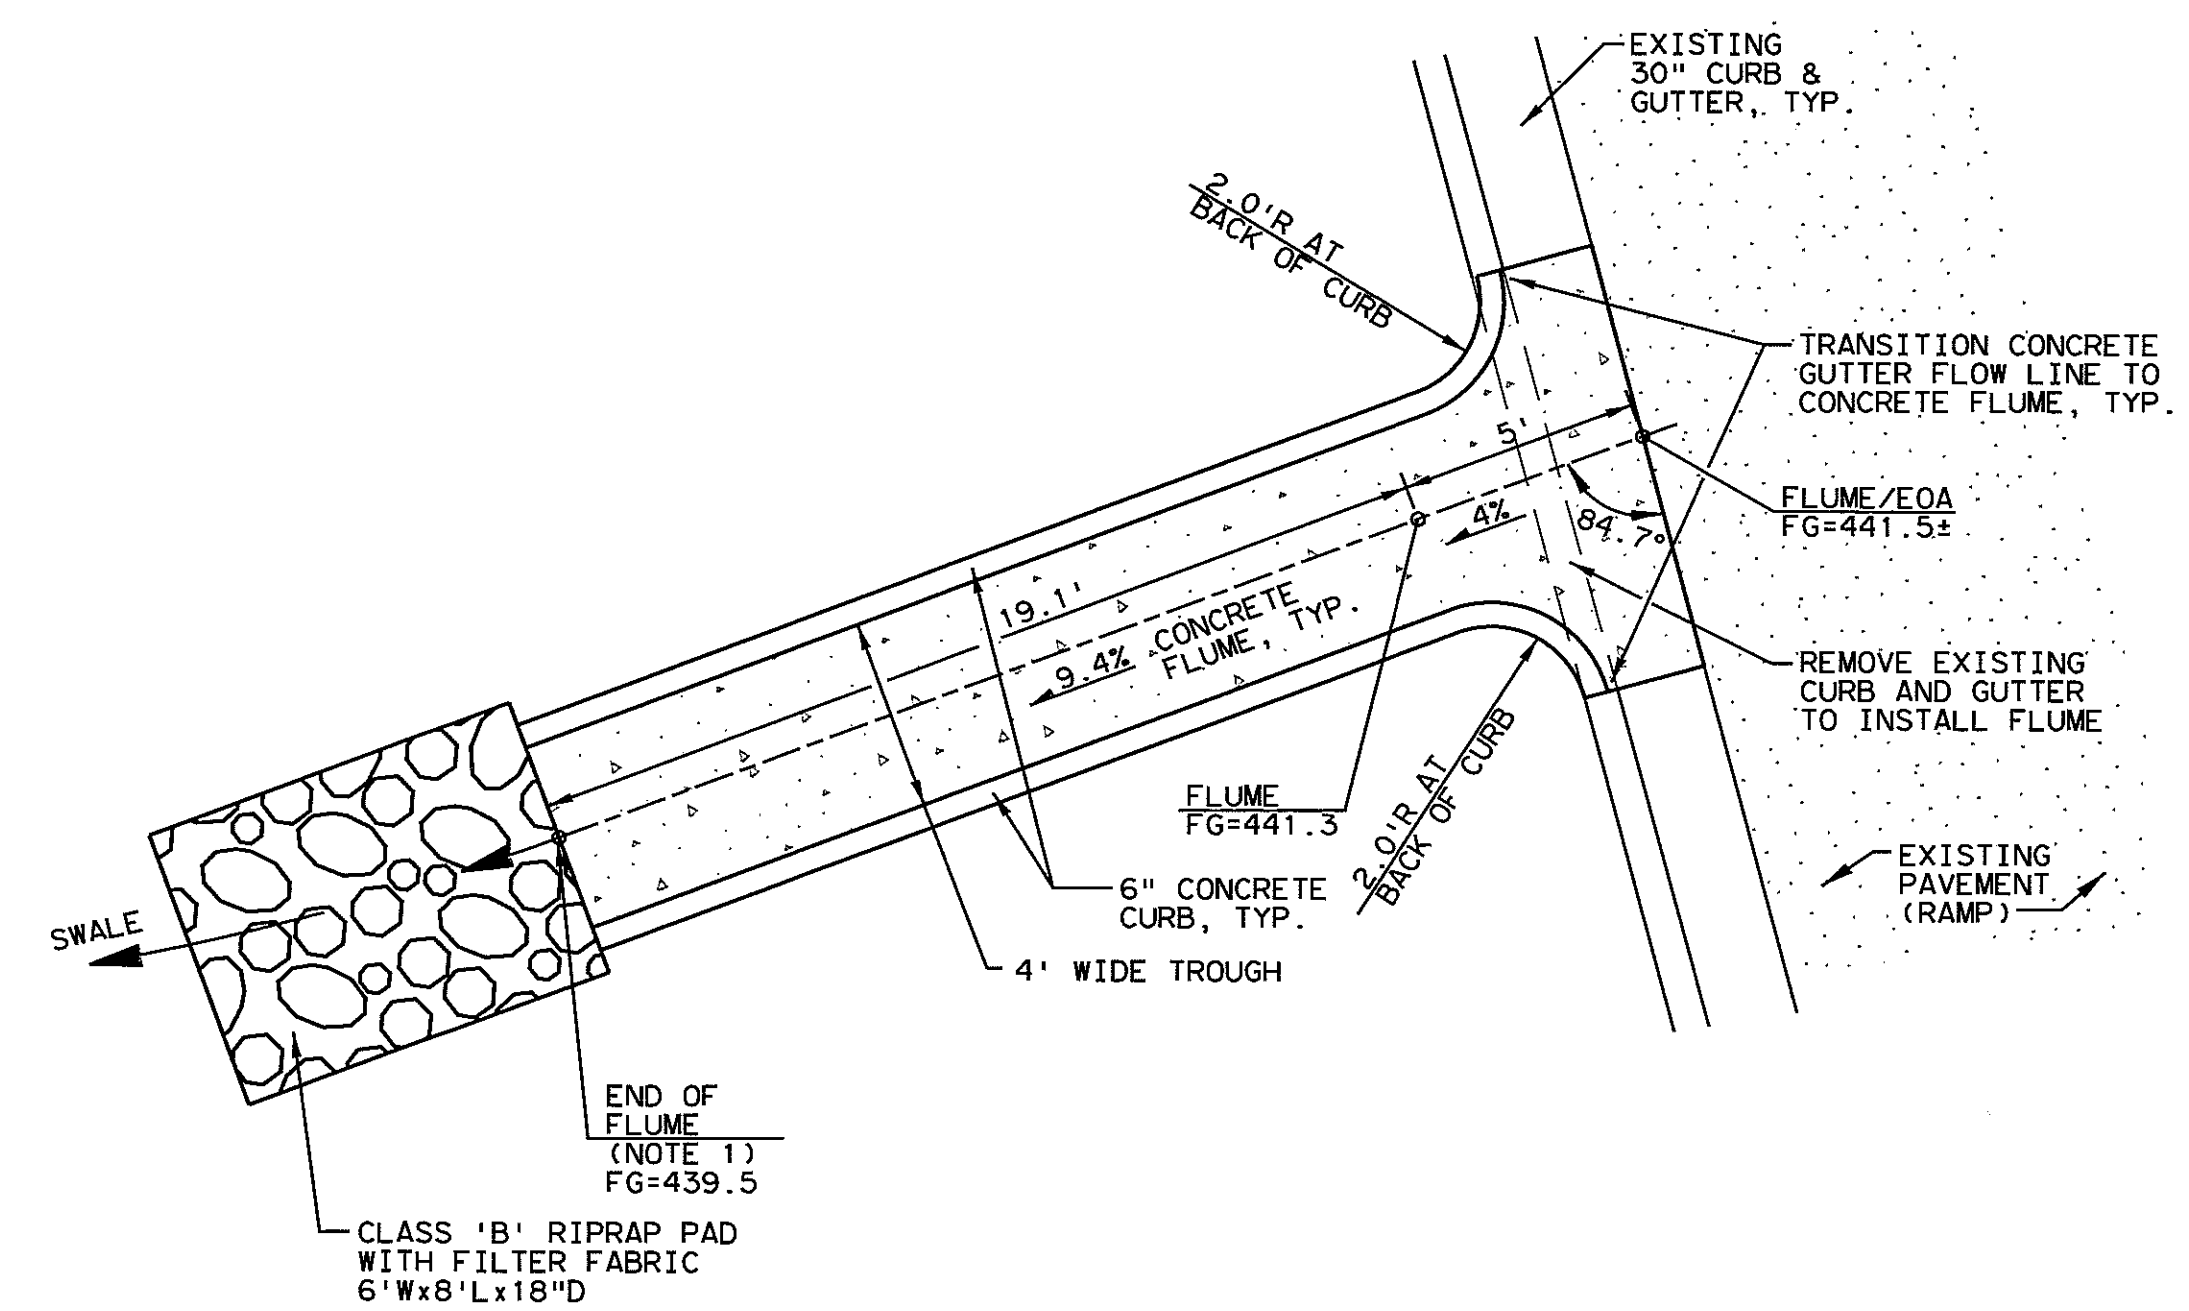 EXISTING
30" CURB &
GUTTER, TYP.
2.0'R AT
BACK OF CURB
TRANSITION CONCRETE
GUTTER FLOW LINE TO
CONCRETE FLUME, TYP.
5'
FLUME/EOA
FG=441.5±
4%
84.7°
19.1'
CONCRETE
FLUME, TYP.
9.4%
REMOVE EXISTING
CURB AND GUTTER
TO INSTALL FLUME
FLUME
FG=441.3
2.0'R AT
BACK OF CURB
EXISTING
PAVEMENT
(RAMP)
6" CONCRETE
CURB, TYP.
SWALE
4' WIDE TROUGH
END OF
FLUME
(NOTE 1)
FG=439.5
CLASS 'B' RIPRAP PAD
WITH FILTER FABRIC
6'Wx8'Lx18"D